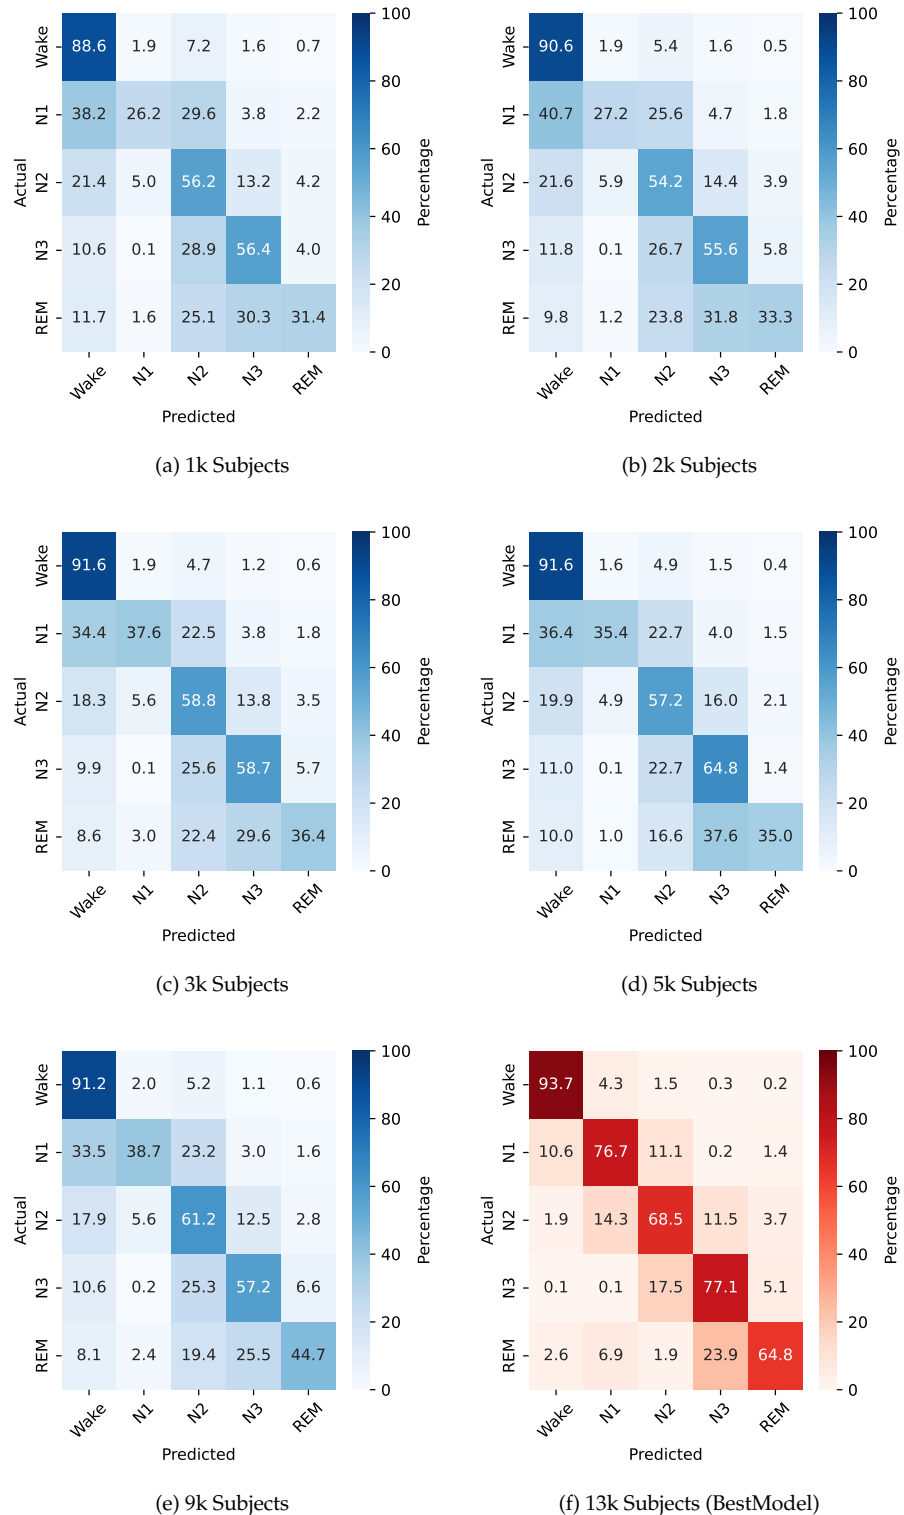 Wake 88.6 1.9 7.2 1.6 0.7
N1 38.2 26.2 29.6 3.8 2.2
N2 21.4 5.0 56.2 13.2 4.2
N3 10.6 0.1 28.9 56.4 4.0
REM 11.7 1.6 25.1 30.3 31.4
Wake N1 N2 N3 REM
Predicted
Actual
100
80
60
40
20
0
Percentage
(a) 1k Subjects
Wake 90.6 1.9 5.4 1.6 0.5
N1 40.7 27.2 25.6 4.7 1.8
N2 21.6 5.9 54.2 14.4 3.9
N3 11.8 0.1 26.7 55.6 5.8
REM 9.8 1.2 23.8 31.8 33.3
Wake N1 N2 N3 REM
Predicted
Actual
100
80
60
40
20
0
Percentage
(b) 2k Subjects
Wake 91.6 1.9 4.7 1.2 0.6
N1 34.4 37.6 22.5 3.8 1.8
N2 18.3 5.6 58.8 13.8 3.5
N3 9.9 0.1 25.6 58.7 5.7
REM 8.6 3.0 22.4 29.6 36.4
Wake N1 N2 N3 REM
Predicted
Actual
100
80
60
40
20
0
Percentage
(c) 3k Subjects
Wake 91.6 1.6 4.9 1.5 0.4
N1 36.4 35.4 22.7 4.0 1.5
N2 19.9 4.9 57.2 16.0 2.1
N3 11.0 0.1 22.7 64.8 1.4
REM 10.0 1.0 16.6 37.6 35.0
Wake N1 N2 N3 REM
Predicted
Actual
100
80
60
40
20
0
Percentage
(d) 5k Subjects
Wake 91.2 2.0 5.2 1.1 0.6
N1 33.5 38.7 23.2 3.0 1.6
N2 17.9 5.6 61.2 12.5 2.8
N3 10.6 0.2 25.3 57.2 6.6
REM 8.1 2.4 19.4 25.5 44.7
Wake N1 N2 N3 REM
Predicted
Actual
100
80
60
40
20
0
Percentage
(e) 9k Subjects
Wake 93.7 4.3 1.5 0.3 0.2
N1 10.6 76.7 11.1 0.2 1.4
N2 1.9 14.3 68.5 11.5 3.7
N3 0.1 0.1 17.5 77.1 5.1
REM 2.6 6.9 1.9 23.9 64.8
Wake N1 N2 N3 REM
Predicted
Actual
100
80
60
40
20
0
Percentage
(f) 13k Subjects (BestModel)